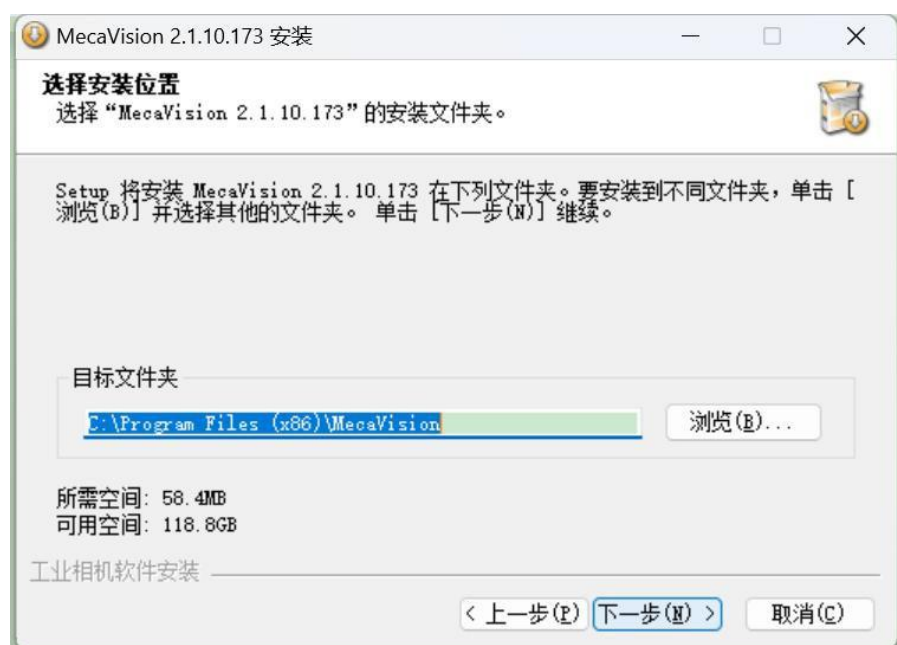 MecaVision 2.1.10.173 安装
选择安装位置
选择“MecaVision 2.1.10.173”的安装文件夹。
Setup 将安装 MecaVision 2.1.10.173 在下列文件夹。要安装到不同文件夹，单击 [
浏览(B)] 并选择其他的文件夹。 单击 [下一步(N)] 继续。
目标文件夹
C:\Program Files (x86)\MecaVision
浏览(B)...
所需空间: 58.4MB
可用空间: 118.8GB
工业相机软件安装
< 上一步(P) 下一步(N) > 取消(C)